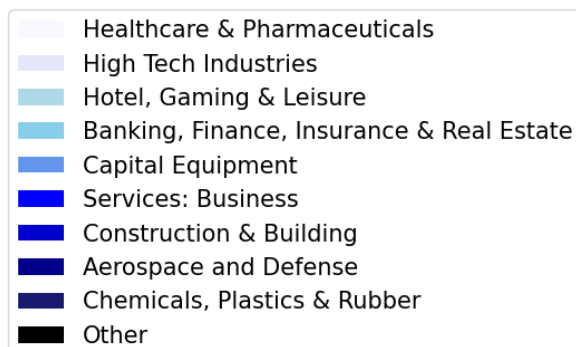 Healthcare & Pharmaceuticals
High Tech Industries
Hotel, Gaming & Leisure
Banking, Finance, Insurance & Real Estate
Capital Equipment
Services: Business
Construction & Building
Aerospace and Defense
Chemicals, Plastics & Rubber
Other